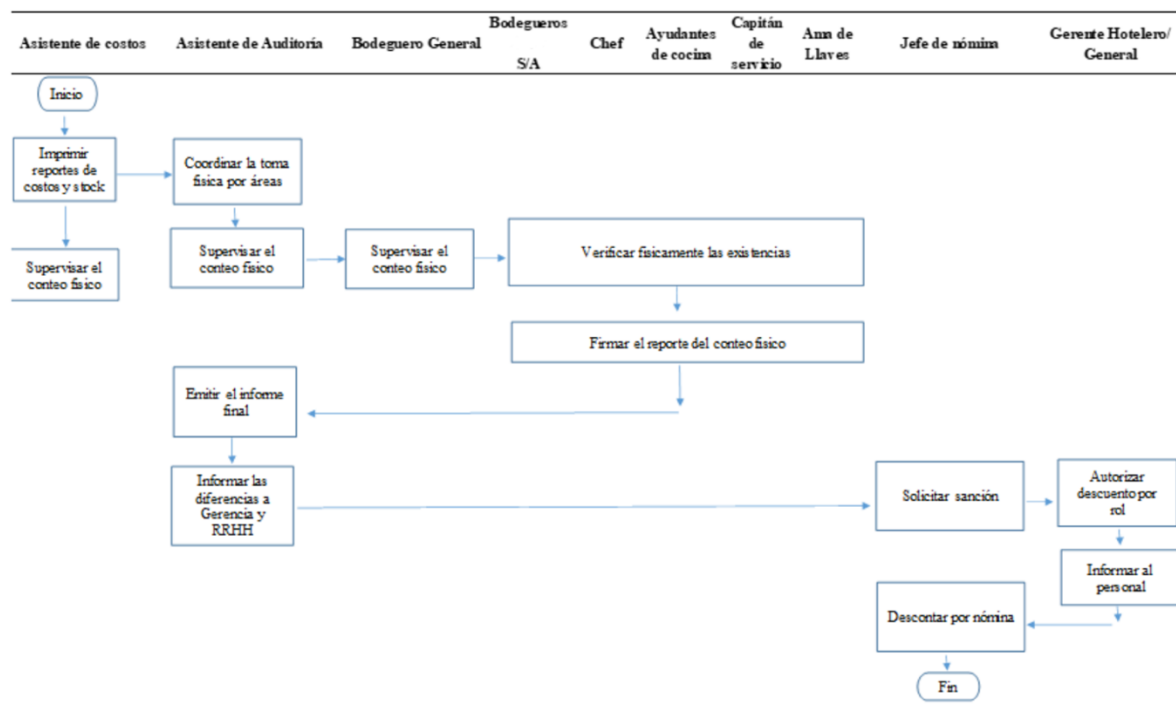 Asistente de costos
Asistente de Auditoría
Bodeguero General
Bodegueros
S/A
Chef
Ayudantes
de cocina
Capitán
de
servicio
Ama de
Llaves
Jefe de nómina
Gerente Hotelero/
General
Inicio
Imprimir
reportes de
costos y stock
Coordinar la toma
física por áreas
Supervisar el
conteo físico
Supervisar el
conteo físico
Supervisar el
conteo físico
Verificar físicamente las existencias
Firmar el reporte del conteo físico
Emitir el informe
final
Informar las
diferencias a
Gerencia y
RRHH
Solicitar sanción
Autorizar
descuento por
rol
Informar al
personal
Descontar por nómina
Fin